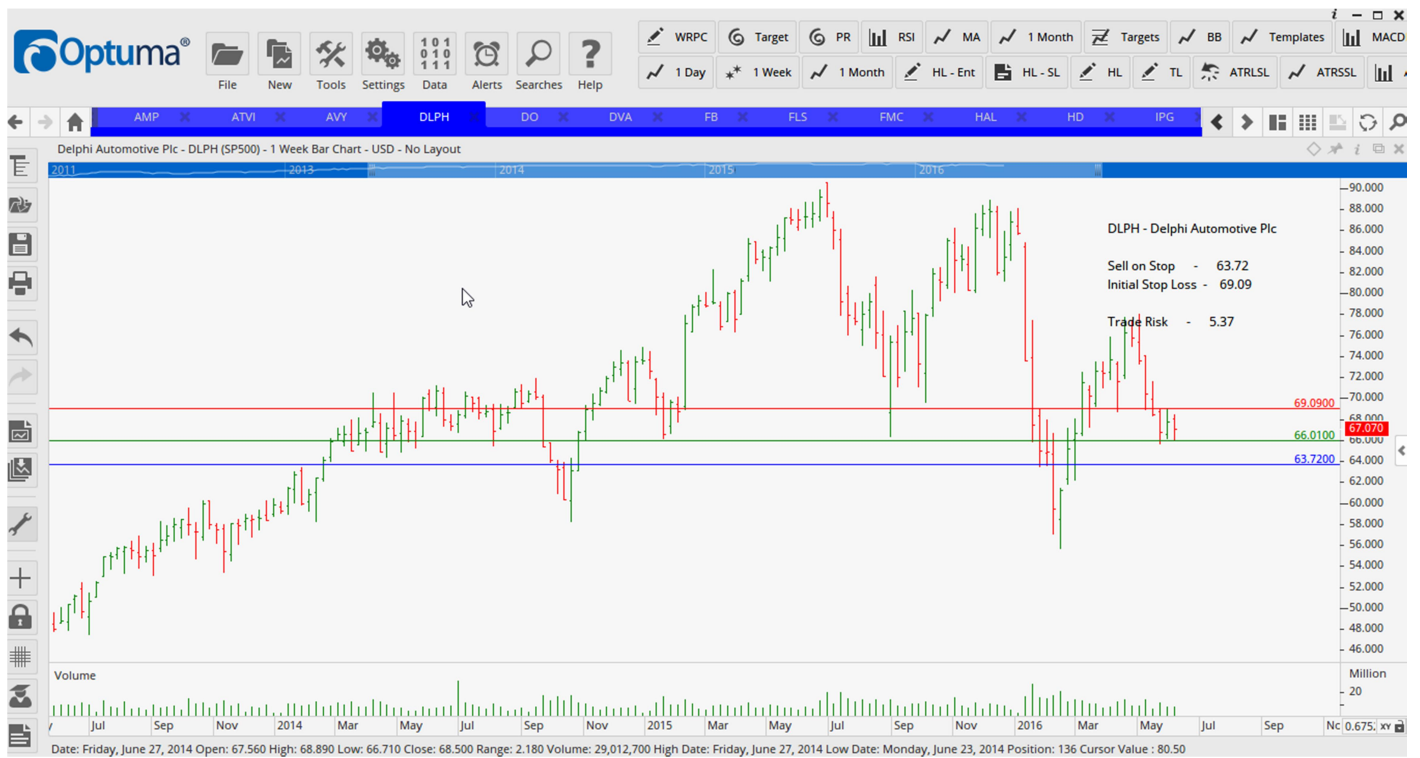 Optuma®
File New Tools Settings Data Alerts Searches Help
101
010
111
WRPC Target PR RSI MA 1 Month Targets BB Templates MACD
1 Day 1 Week 1 Month HL - Ent HL - SL HL TL ATRLSL ATRSSL
AMP ATVI AVY DLPH DO DVA FB FLS FMC HAL HD IPG
Delphi Automotive Plc - DLPH (SP500) - 1 Week Bar Chart - USD - No Layout
2011 2013 2014 2015 2016
DLPH - Delphi Automotive Plc
Sell on Stop - 63.72
Initial Stop Loss - 69.09
Trade Risk - 5.37
90.000
88.000
86.000
84.000
82.000
80.000
78.000
76.000
74.000
72.000
70.000
69.0900
68.000
67.070
66.0100
66.000
63.7200
64.000
62.000
60.000
58.000
56.000
54.000
52.000
50.000
48.000
46.000
Volume
Million
20
Jul Sep Nov 2014 Mar May Jul Sep Nov 2015 Mar May Jul Sep Nov 2016 Mar May Jul Sep Nc 0.675; XY
Date: Friday, June 27, 2014 Open: 67.560 High: 68.890 Low: 66.710 Close: 68.500 Range: 2.180 Volume: 29,012,700 High Date: Friday, June 27, 2014 Low Date: Monday, June 23, 2014 Position: 136 Cursor Value : 80.50